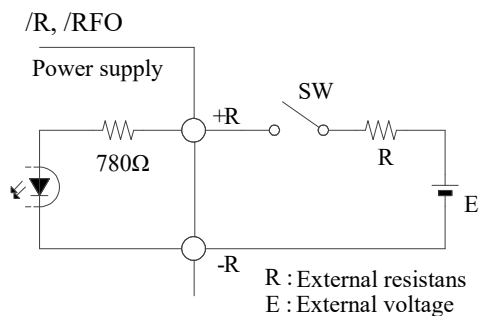 /R, /RFO
Power supply
SW
+R
780Ω
R
E
-R
R : External resistans
E : External voltage